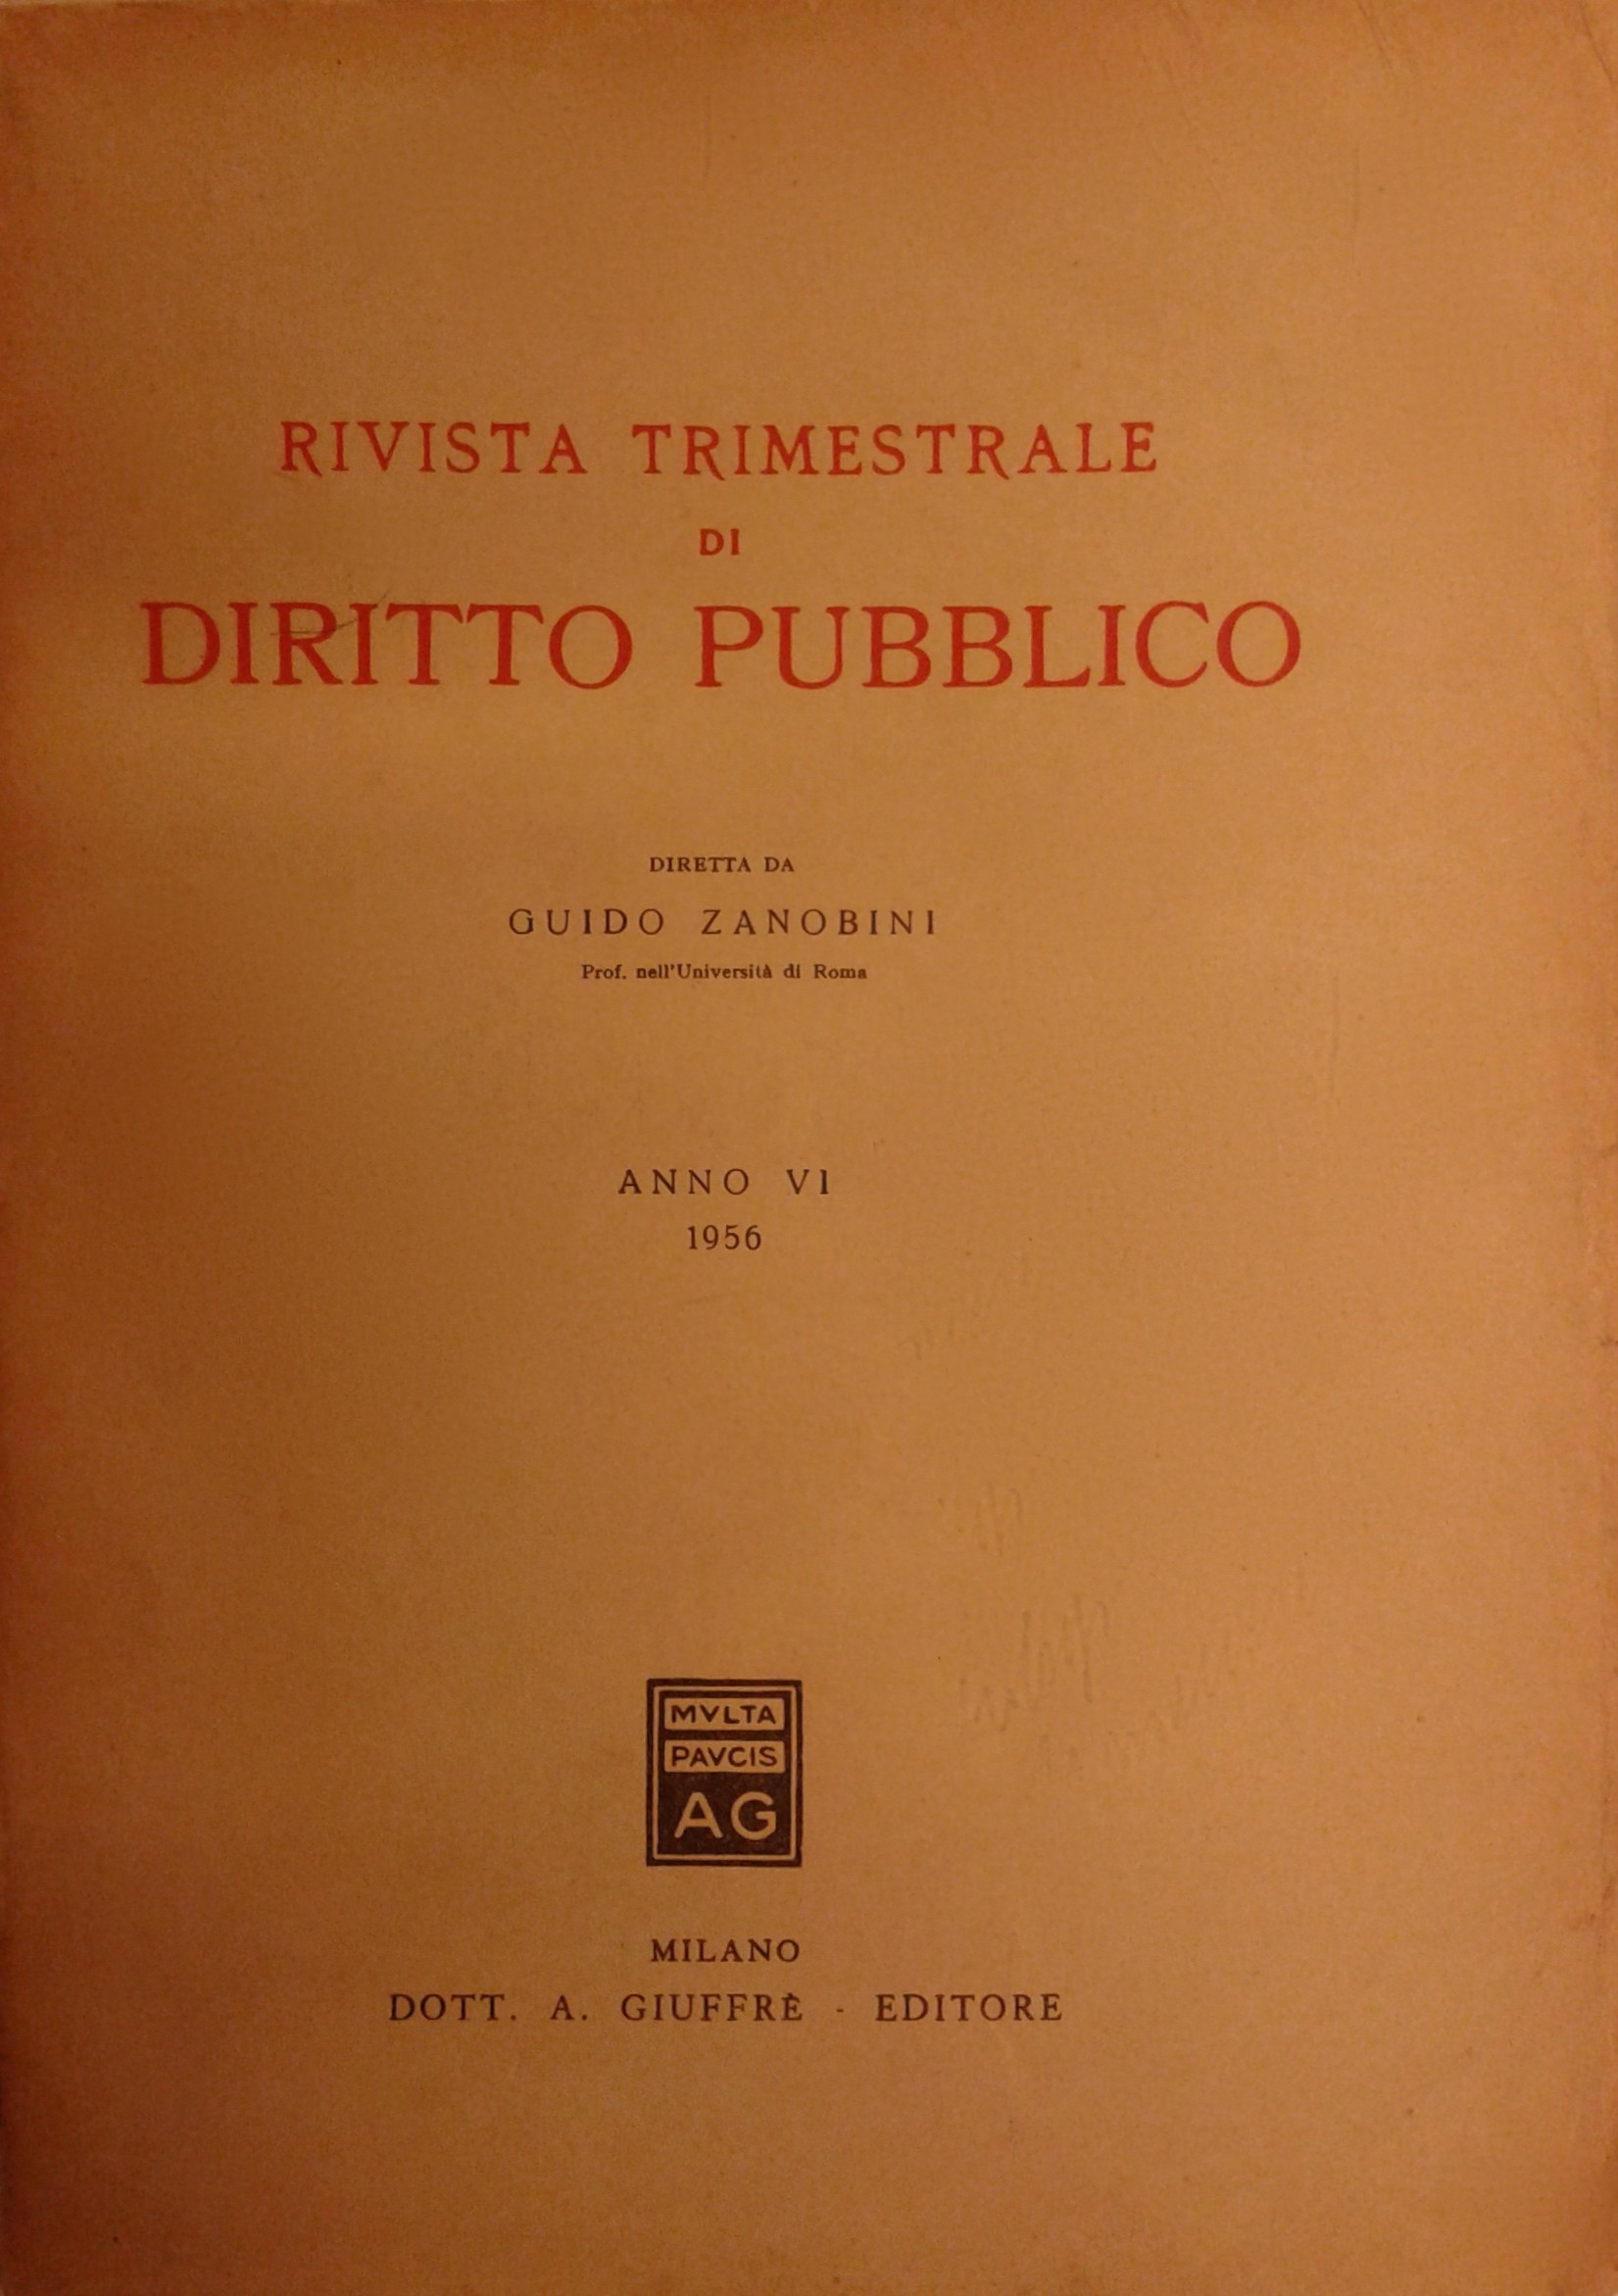 RIVISTA TRIMESTRALE
DI
DIRITTO PUBBLICO
DIRETTA DA
GUIDO ZANOBINI
Prof. nell'Università di Roma
ANNO VI
1956
MVLTA
PAVCIS
AG
MILANO
DOTT. A. GIUFFRÈ - EDITORE